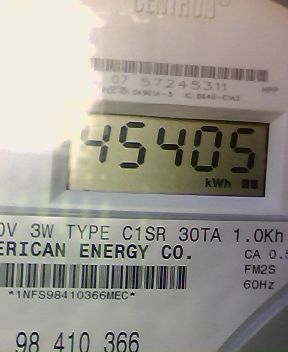 CENTRON®
07 57245311 HPP
45405
kWh
3W TYPE C1SR 30TA 1.0Kh
ERICAN ENERGY CO.
CA 0.5
*1NFS98410366MEC*
FM2S
60Hz
98 410 366